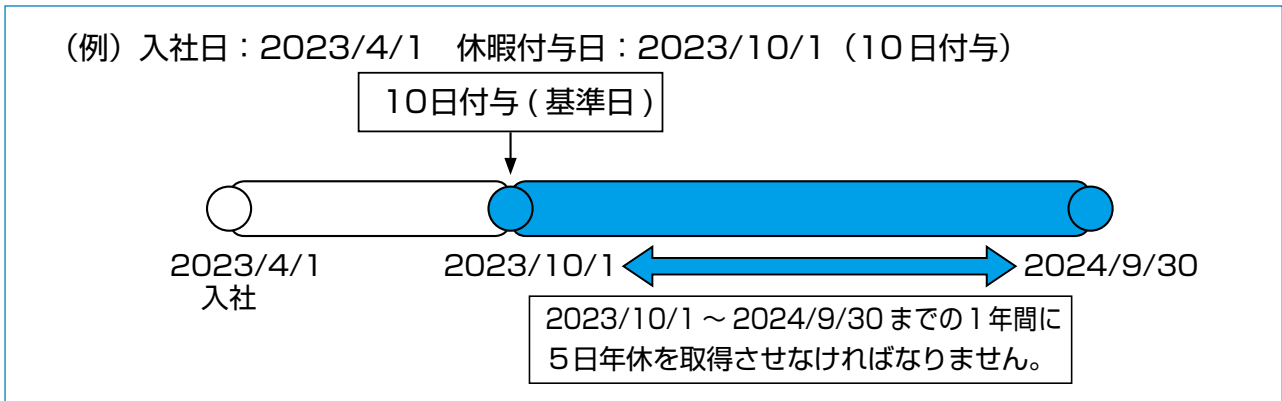 （例）入社日：2023/4/1　休暇付与日：2023/10/1（10日付与）
10日付与 ( 基準日 )
2023/4/1
入社
2023/10/1
2024/9/30
2023/10/1 ～ 2024/9/30 までの1年間に
5日年休を取得させなければなりません。